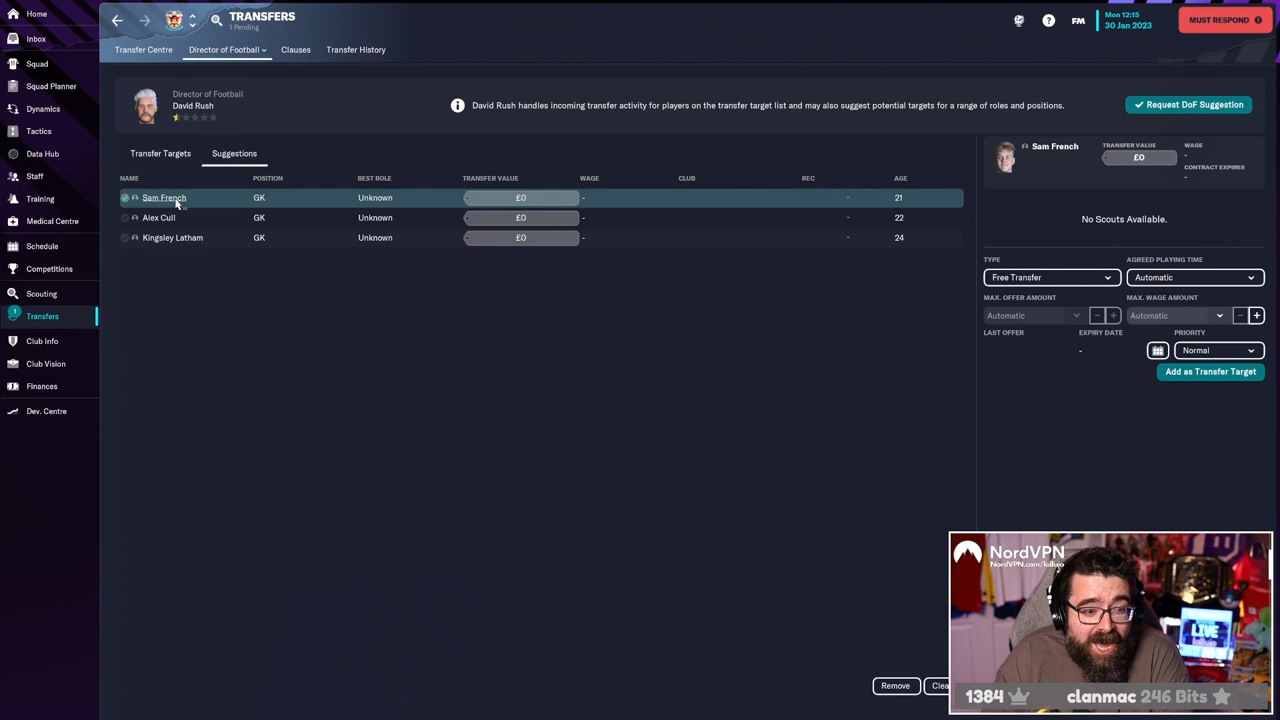 Home
Inbox
Squad
Squad Planner
Dynamics
Tactics
Data Hub
Staff
Training
Medical Centre
Schedule
Competitions
Scouting
1
Transfers
Club Info
Club Vision
Finances
Dev. Centre
TRANSFERS
1 Pending
FM
Mon 12:15
30 Jan 2023
MUST RESPOND
Transfer Centre Director of Football Clauses Transfer History
Director of Football
David Rush
David Rush handles incoming transfer activity for players on the transfer target list and may also suggest potential targets for a range of roles and positions.
Request DoF Suggestion
Transfer Targets Suggestions
NAME POSITION BEST ROLE TRANSFER VALUE WAGE CLUB REC AGE
Sam French GK Unknown £0 - - 21
Alex Cull GK Unknown £0 - - 22
Kingsley Latham GK Unknown £0 - - 24
Sam French
TRANSFER VALUE
£0
WAGE
-
CONTRACT EXPIRES
-
No Scouts Available.
TYPE AGREED PLAYING TIME
Free Transfer Automatic
MAX. OFFER AMOUNT MAX. WAGE AMOUNT
Automatic - + Automatic - +
LAST OFFER EXPIRY DATE PRIORITY
- Normal
Add as Transfer Target
Remove Clea
NordVPN
NordVPN.com/lollujo
LIVE
1384 clanmac 246 Bits